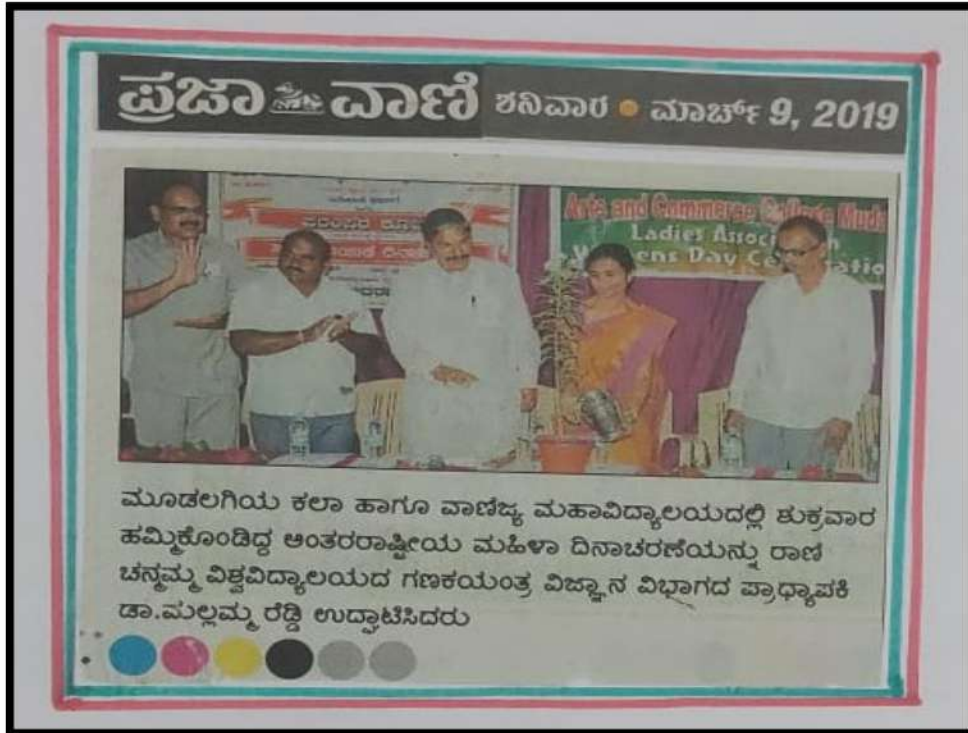 ಪ್ರಜಾವಾಣಿ ಶನಿವಾರ ● ಮಾರ್ಚ್ 9, 2019
Arts and Commerce College Muda
Ladies Association
Womens Day Celebration
ಮೂಡಲಗಿಯ ಕಲಾ ಹಾಗೂ ವಾಣಿಜ್ಯ ಮಹಾವಿದ್ಯಾಲಯದಲ್ಲಿ ಶುಕ್ರವಾರ
ಹಮ್ಮಿಕೊಂಡಿದ್ದ ಆಂತರರಾಷ್ಟ್ರೀಯ ಮಹಿಳಾ ದಿನಾಚರಣೆಯನ್ನು ರಾಣಿ
ಚನ್ನಮ್ಮ ವಿಶ್ವವಿದ್ಯಾಲಯದ ಗಣಕಯಂತ್ರ ವಿಜ್ಞಾನ ವಿಭಾಗದ ಪ್ರಾಧ್ಯಾಪಕಿ
ಡಾ.ಮಲ್ಲಮ್ಮ ರೆಡ್ಡಿ ಉದ್ಘಾಟಿಸಿದರು